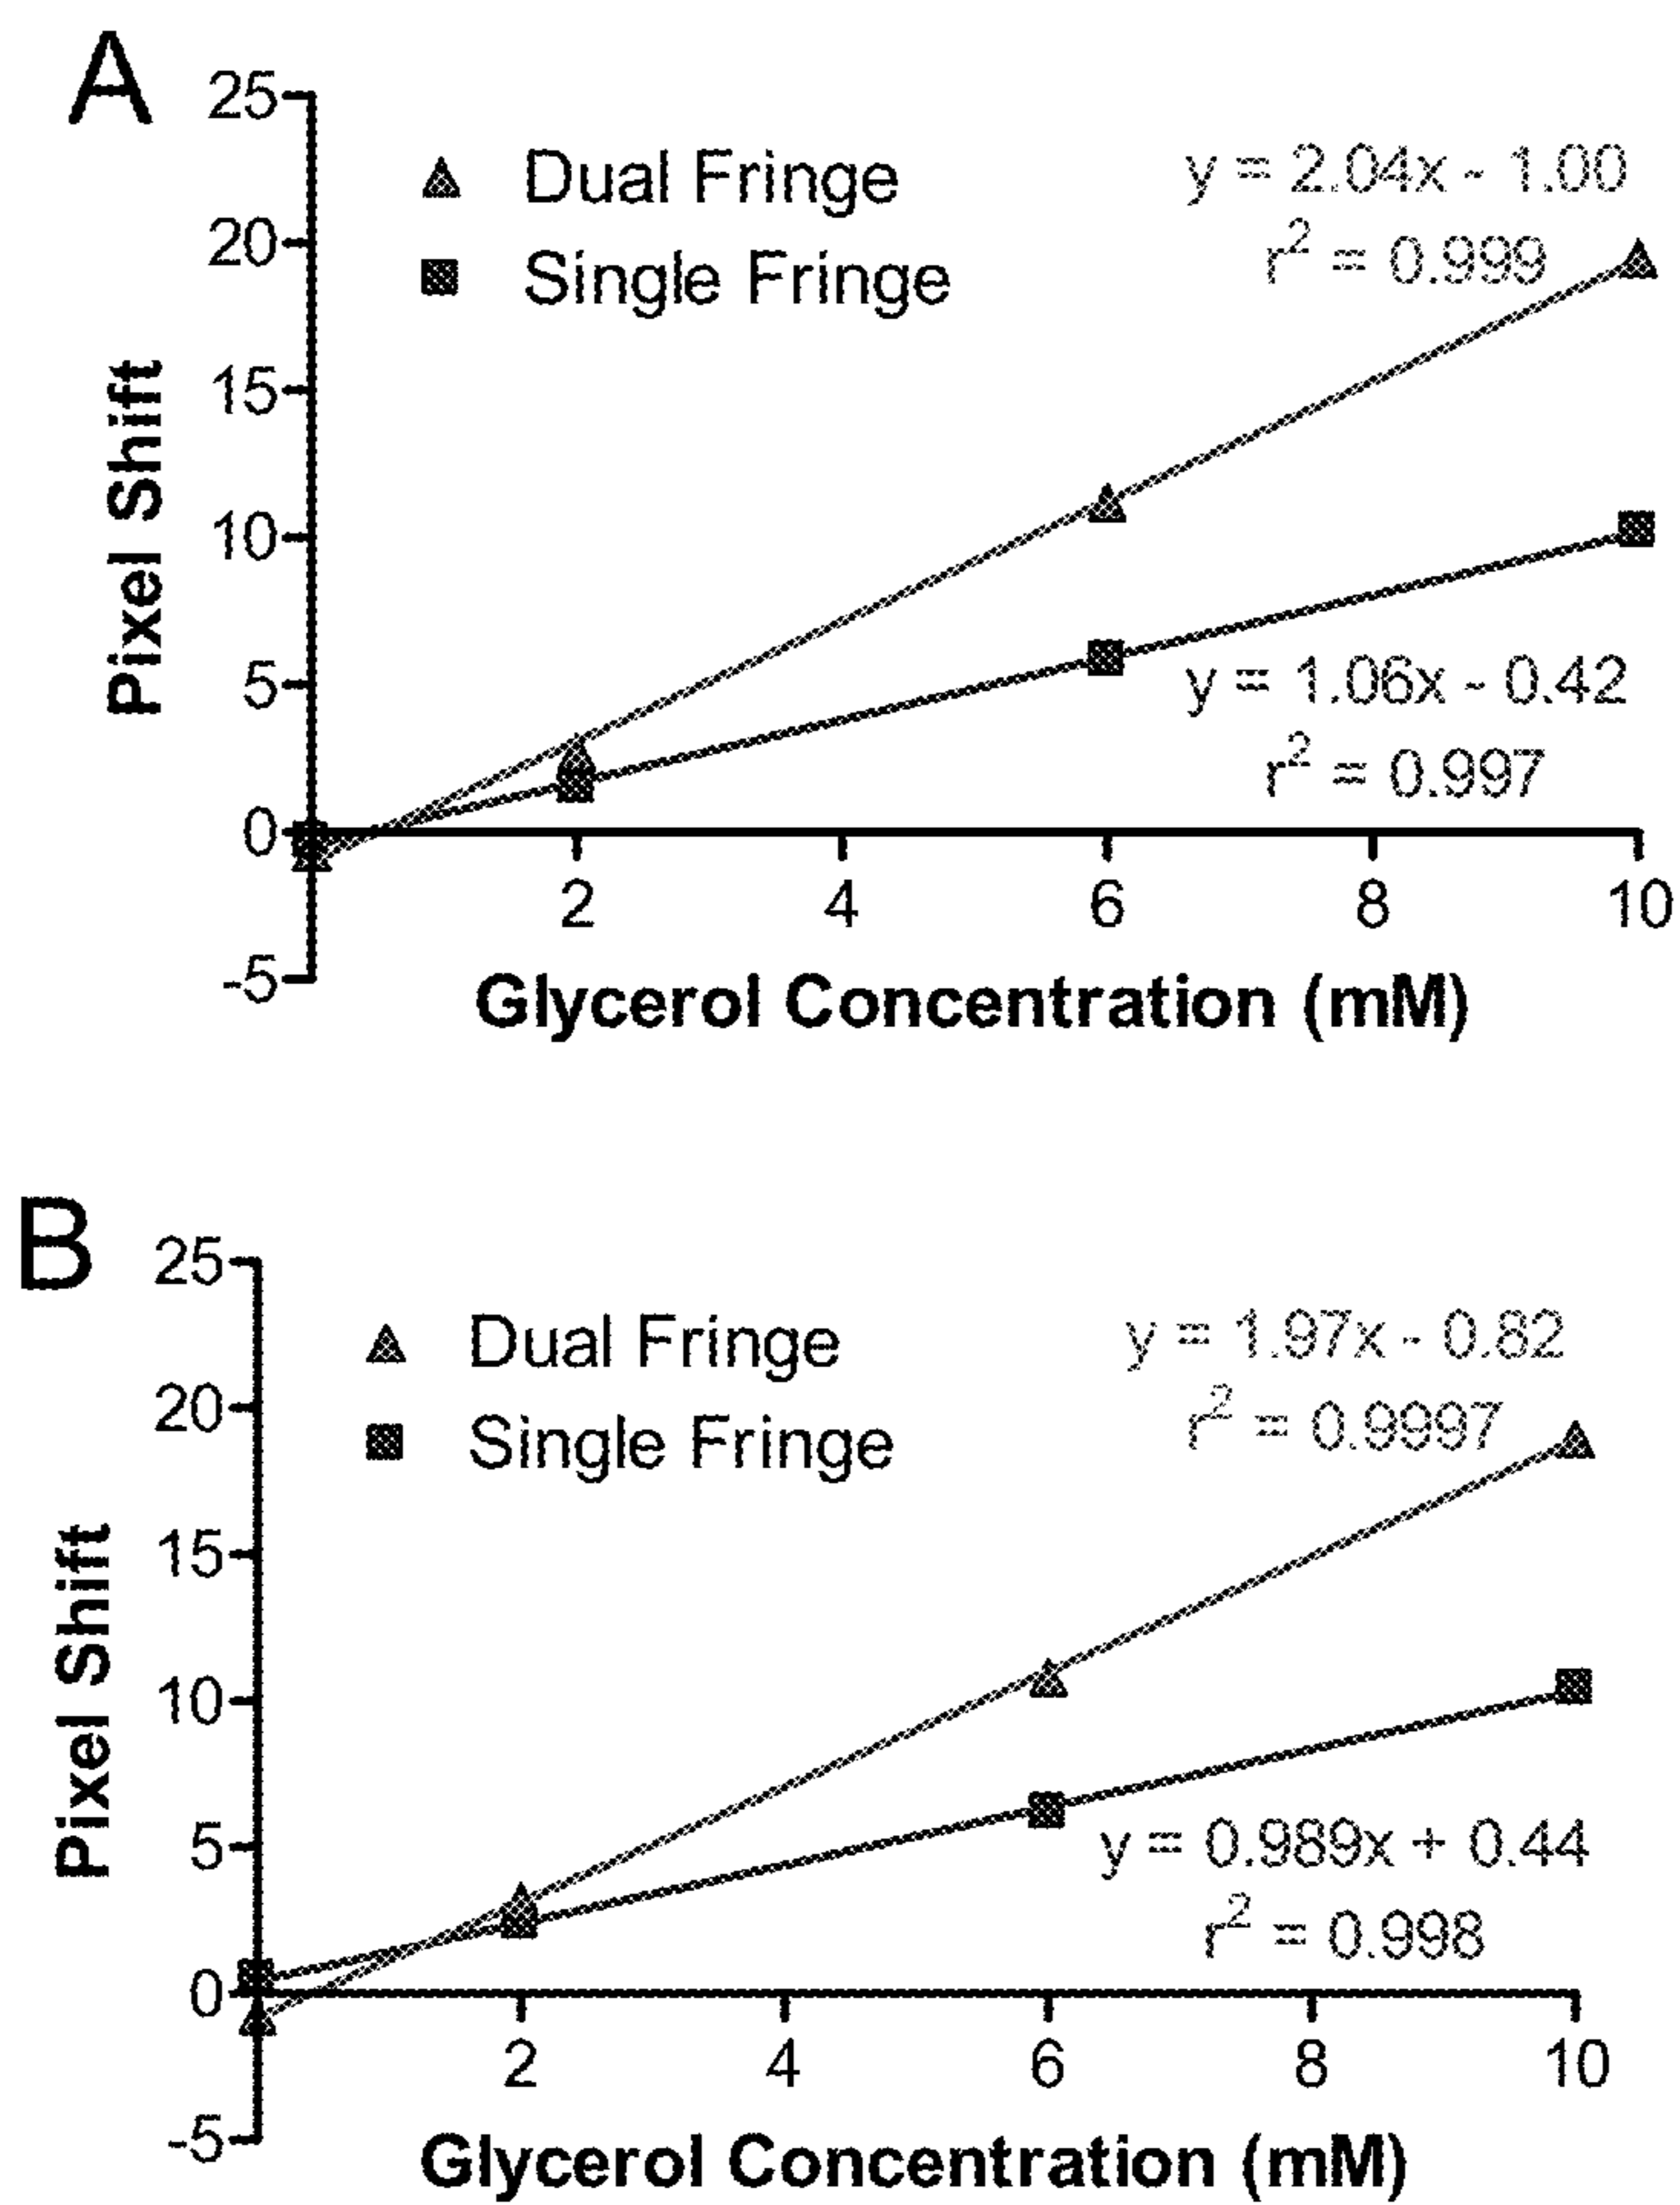 A
25
20
15
10
5
0
-5
Pixel Shift
Dual Fringe
Single Fringe
y = 2.04x - 1.00
r² = 0.999
y = 1.06x - 0.42
r² = 0.997
2 4 6 8 10
Glycerol Concentration (mM)
B
25
20
15
10
5
0
-5
Pixel Shift
Dual Fringe
Single Fringe
y = 1.97x - 0.82
r² = 0.9997
y = 0.989x + 0.44
r² = 0.998
2 4 6 8 10
Glycerol Concentration (mM)